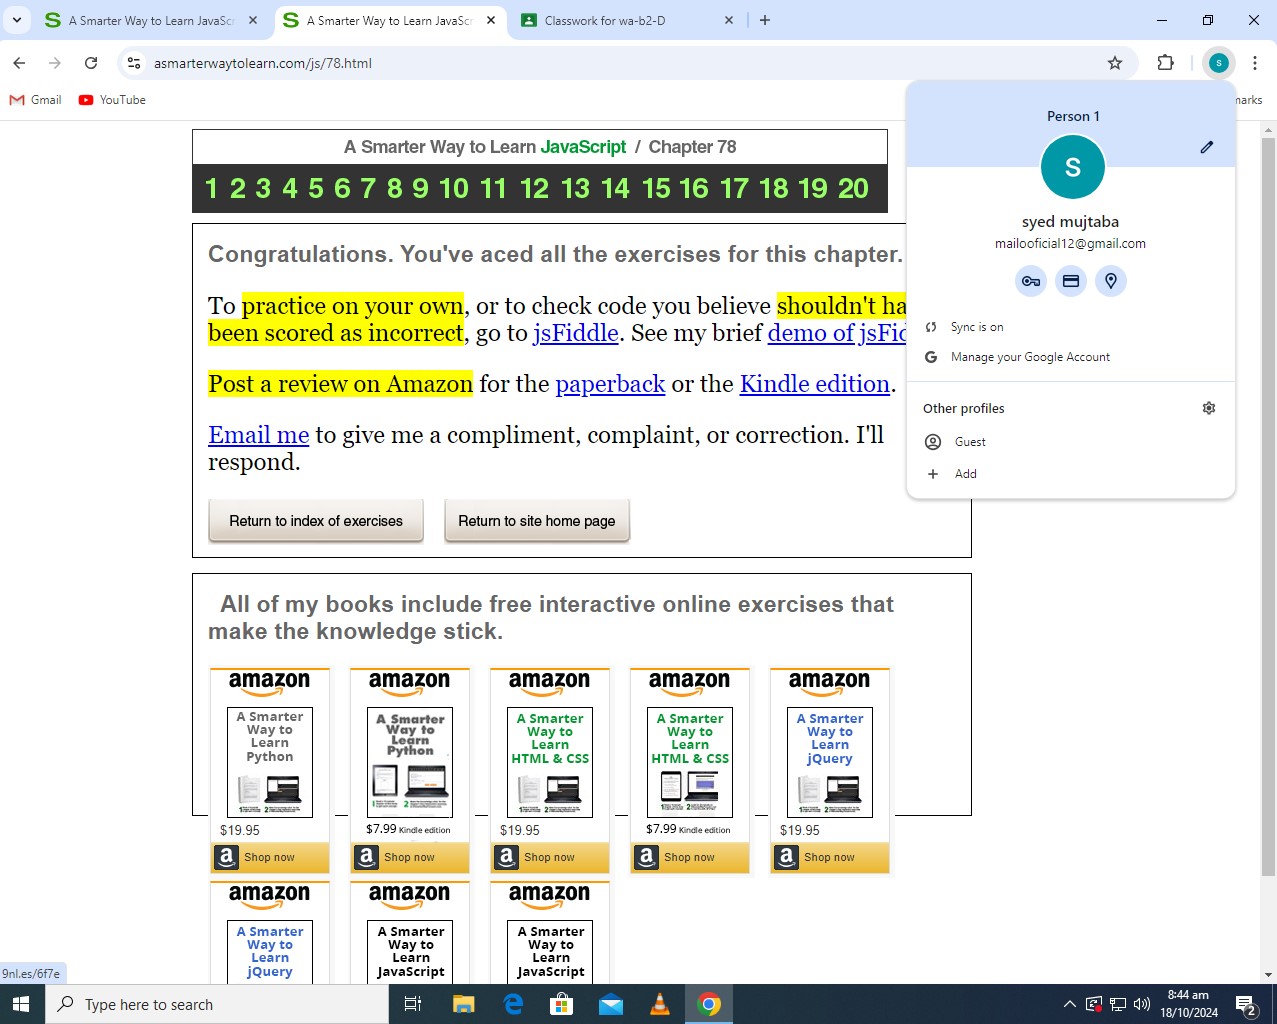 A Smarter Way to Learn JavaSc
A Smarter Way to Learn JavaSc
Classwork for wa-b2-D
asmarterwaytolearn.com/js/78.html
S
Gmail
YouTube
marks
A Smarter Way to Learn JavaScript / Chapter 78
1 2 3 4 5 6 7 8 9 10 11 12 13 14 15 16 17 18 19 20
Congratulations. You've aced all the exercises for this chapter.
To practice on your own, or to check code you believe shouldn't ha
been scored as incorrect, go to jsFiddle. See my brief demo of jsFid
Post a review on Amazon for the paperback or the Kindle edition.
Email me to give me a compliment, complaint, or correction. I'll
respond.
Return to index of exercises
Return to site home page
Person 1
S
syed mujtaba
mailooficial12@gmail.com
Sync is on
Manage your Google Account
Other profiles
Guest
Add
All of my books include free interactive online exercises that
make the knowledge stick.
amazon
A Smarter
Way to
Learn
Python
$19.95
Shop now
amazon
A Smarter
Way to
Learn
Python
$7.99 Kindle edition
Shop now
amazon
A Smarter
Way to
Learn
HTML & CSS
$19.95
Shop now
amazon
A Smarter
Way to
Learn
HTML & CSS
$7.99 Kindle edition
Shop now
amazon
A Smarter
Way to
Learn
jQuery
$19.95
Shop now
amazon
A Smarter
Way to
Learn
jQuery
amazon
A Smarter
Way to
Learn
JavaScript
amazon
A Smarter
Way to
Learn
JavaScript
9nl.es/6f7e
Type here to search
8:44 am
18/10/2024
2